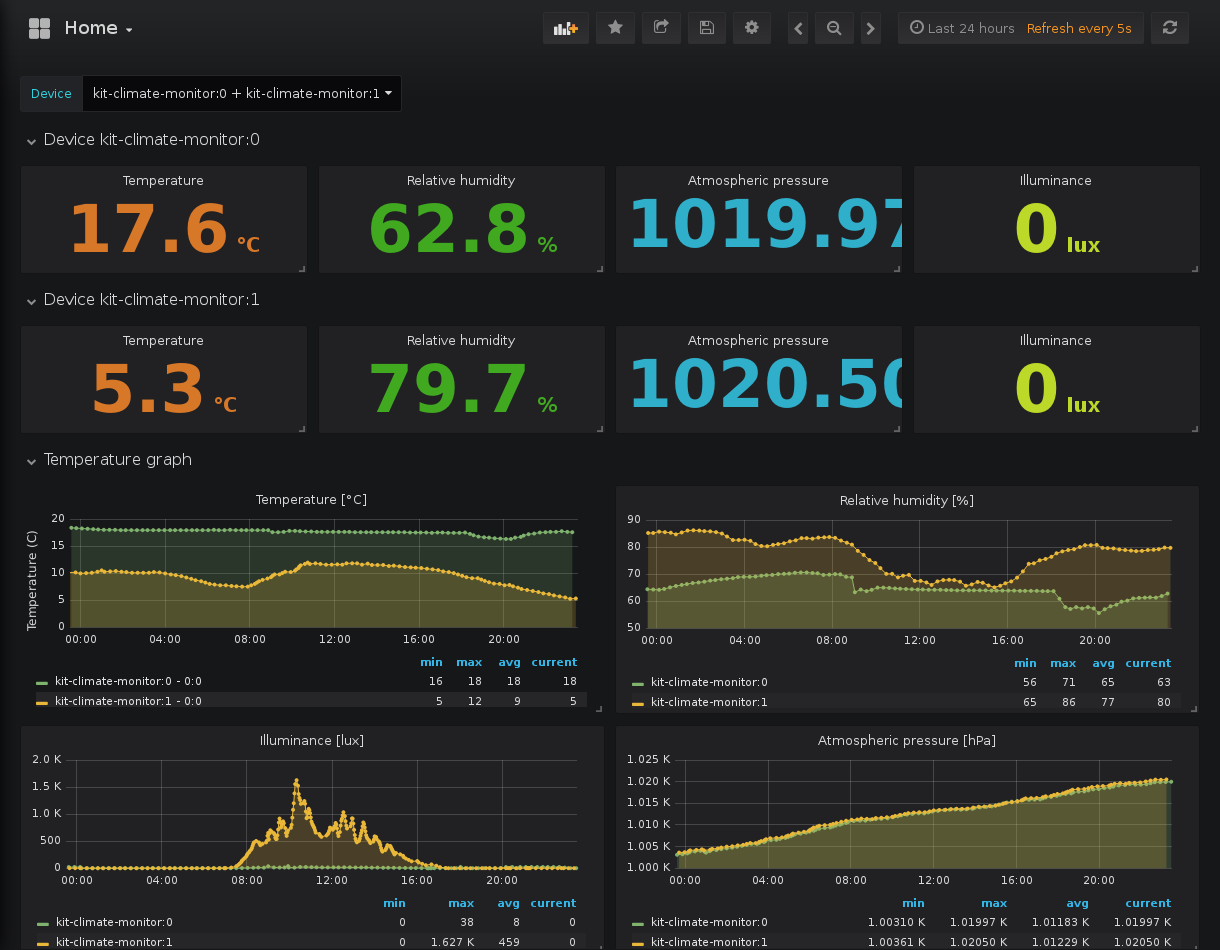 Home
Last 24 hours Refresh every 5s
Device kit-climate-monitor:0 + kit-climate-monitor:1
Device kit-climate-monitor:0
Temperature Relative humidity Atmospheric pressure Illuminance
17.6 °C 62.8 % 1019.97 0 lux
Device kit-climate-monitor:1
Temperature Relative humidity Atmospheric pressure Illuminance
5.3 °C 79.7 % 1020.50 0 lux
Temperature graph
Temperature [°C]
Temperature (C)
20
15
10
5
0
00:00 04:00 08:00 12:00 16:00 20:00
min max avg current
kit-climate-monitor:0 - 0:0 16 18 18 18
kit-climate-monitor:1 - 0:0 5 12 9 5
Relative humidity [%]
90
80
70
60
50
00:00 04:00 08:00 12:00 16:00 20:00
min max avg current
kit-climate-monitor:0 56 71 65 63
kit-climate-monitor:1 65 86 77 80
Illuminance [lux]
2.0 K
1.5 K
1.0 K
500
0
00:00 04:00 08:00 12:00 16:00 20:00
min max avg current
kit-climate-monitor:0 0 38 8 0
kit-climate-monitor:1 0 1.627 K 459 0
Atmospheric pressure [hPa]
1.025 K
1.020 K
1.015 K
1.010 K
1.005 K
1.000 K
00:00 04:00 08:00 12:00 16:00 20:00
min max avg current
kit-climate-monitor:0 1.00310 K 1.01997 K 1.01183 K 1.01997 K
kit-climate-monitor:1 1.00361 K 1.02050 K 1.01229 K 1.02050 K